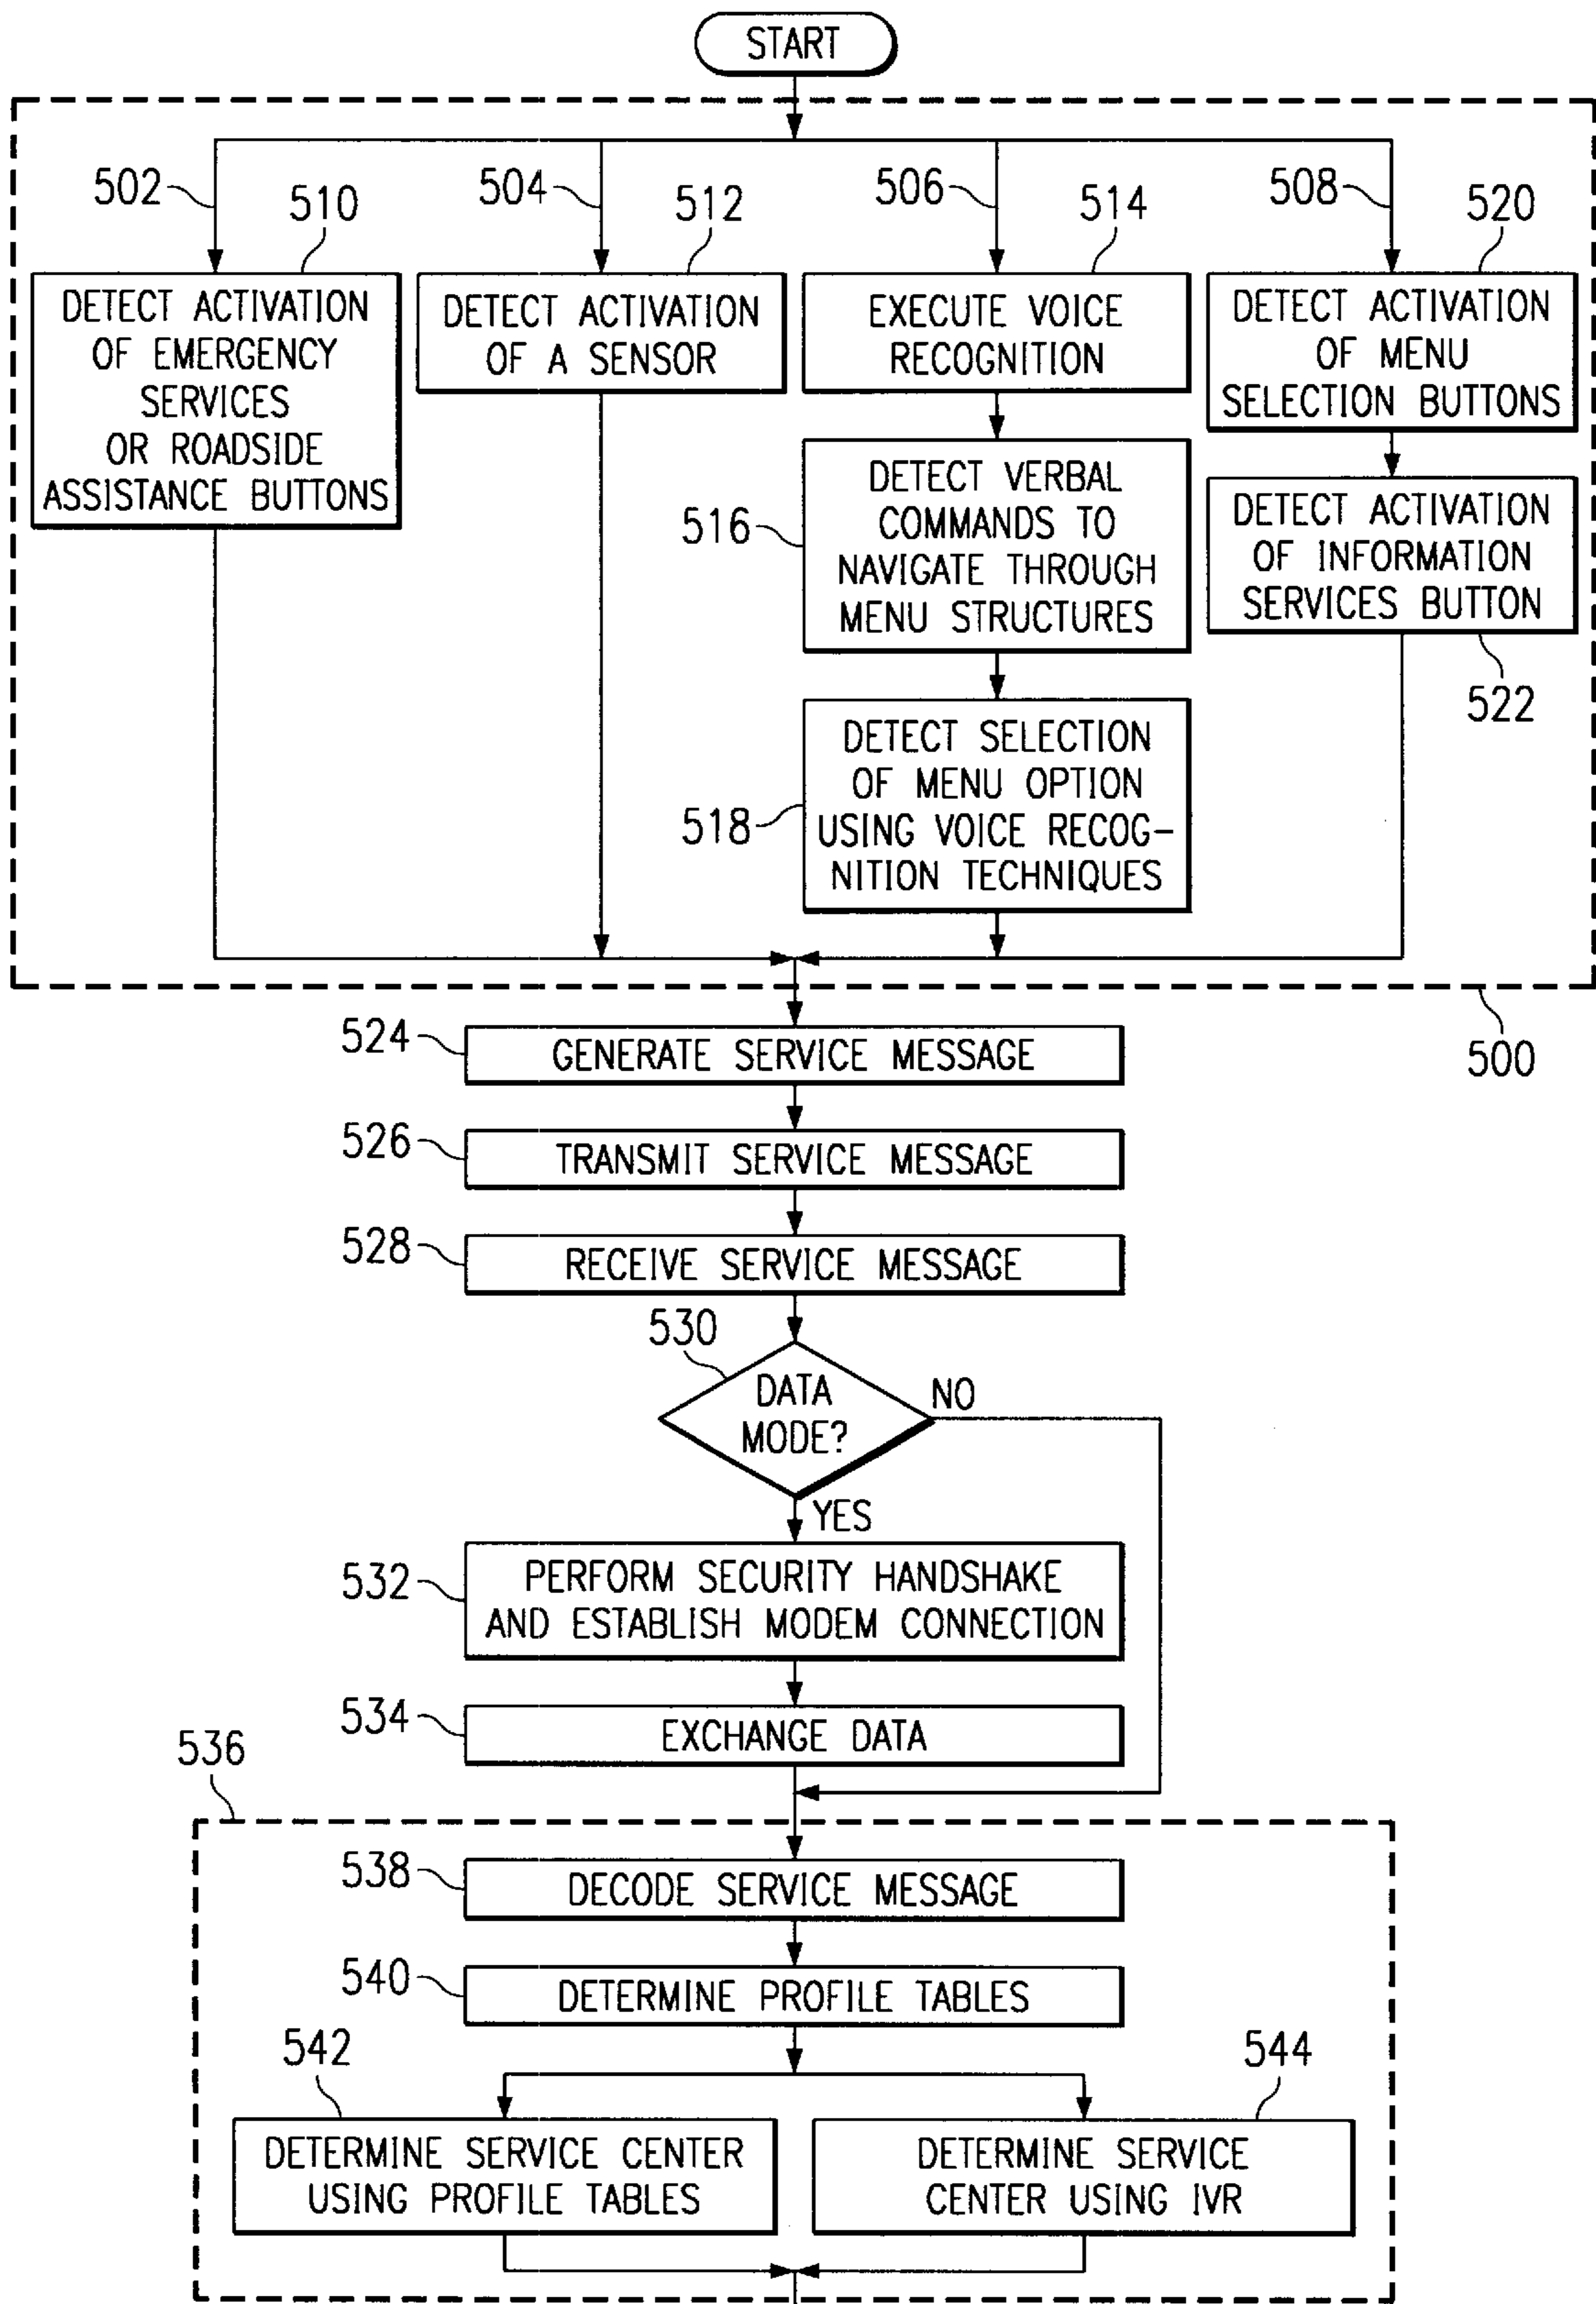 START
502
510
504
512
506
514
508
520
DETECT ACTIVATION
OF EMERGENCY
SERVICES
OR ROADSIDE
ASSISTANCE BUTTONS
DETECT ACTIVATION
OF A SENSOR
EXECUTE VOICE
RECOGNITION
DETECT ACTIVATION
OF MENU
SELECTION BUTTONS
516
DETECT VERBAL
COMMANDS TO
NAVIGATE THROUGH
MENU STRUCTURES
DETECT ACTIVATION
OF INFORMATION
SERVICES BUTTON
522
518
DETECT SELECTION
OF MENU OPTION
USING VOICE RECOG-
NITION TECHNIQUES
500
524
GENERATE SERVICE MESSAGE
526
TRANSMIT SERVICE MESSAGE
528
RECEIVE SERVICE MESSAGE
530
DATA
MODE?
NO
YES
532
PERFORM SECURITY HANDSHAKE
AND ESTABLISH MODEM CONNECTION
534
EXCHANGE DATA
536
538
DECODE SERVICE MESSAGE
540
DETERMINE PROFILE TABLES
542
544
DETERMINE SERVICE CENTER
USING PROFILE TABLES
DETERMINE SERVICE
CENTER USING IVR